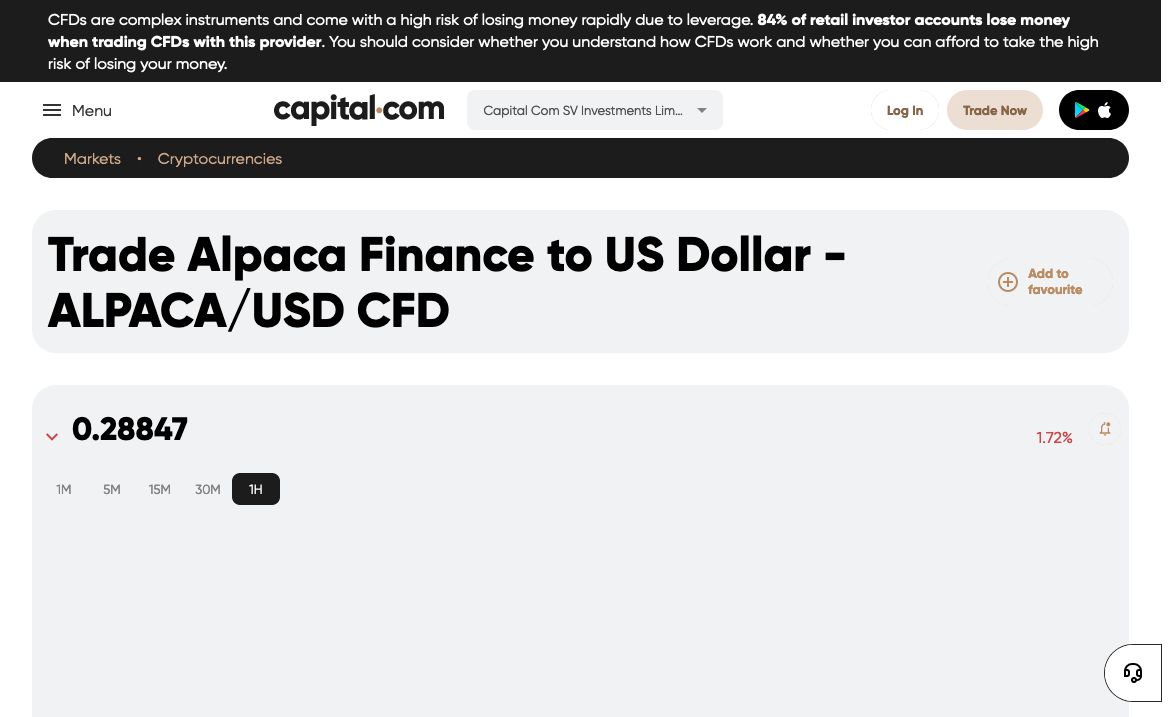 CFDs are complex instruments and come with a high risk of losing money rapidly due to leverage. 84% of retail investor accounts lose money
when trading CFDs with this provider. You should consider whether you understand how CFDs work and whether you can afford to take the high
risk of losing your money.
Menu
capital.com
Capital Com SV Investments Lim...
Log In
Trade Now
Markets • Cryptocurrencies
Trade Alpaca Finance to US Dollar -
ALPACA/USD CFD
Add to
favourite
0.28847
1.72%
1M 5M 15M 30M 1H